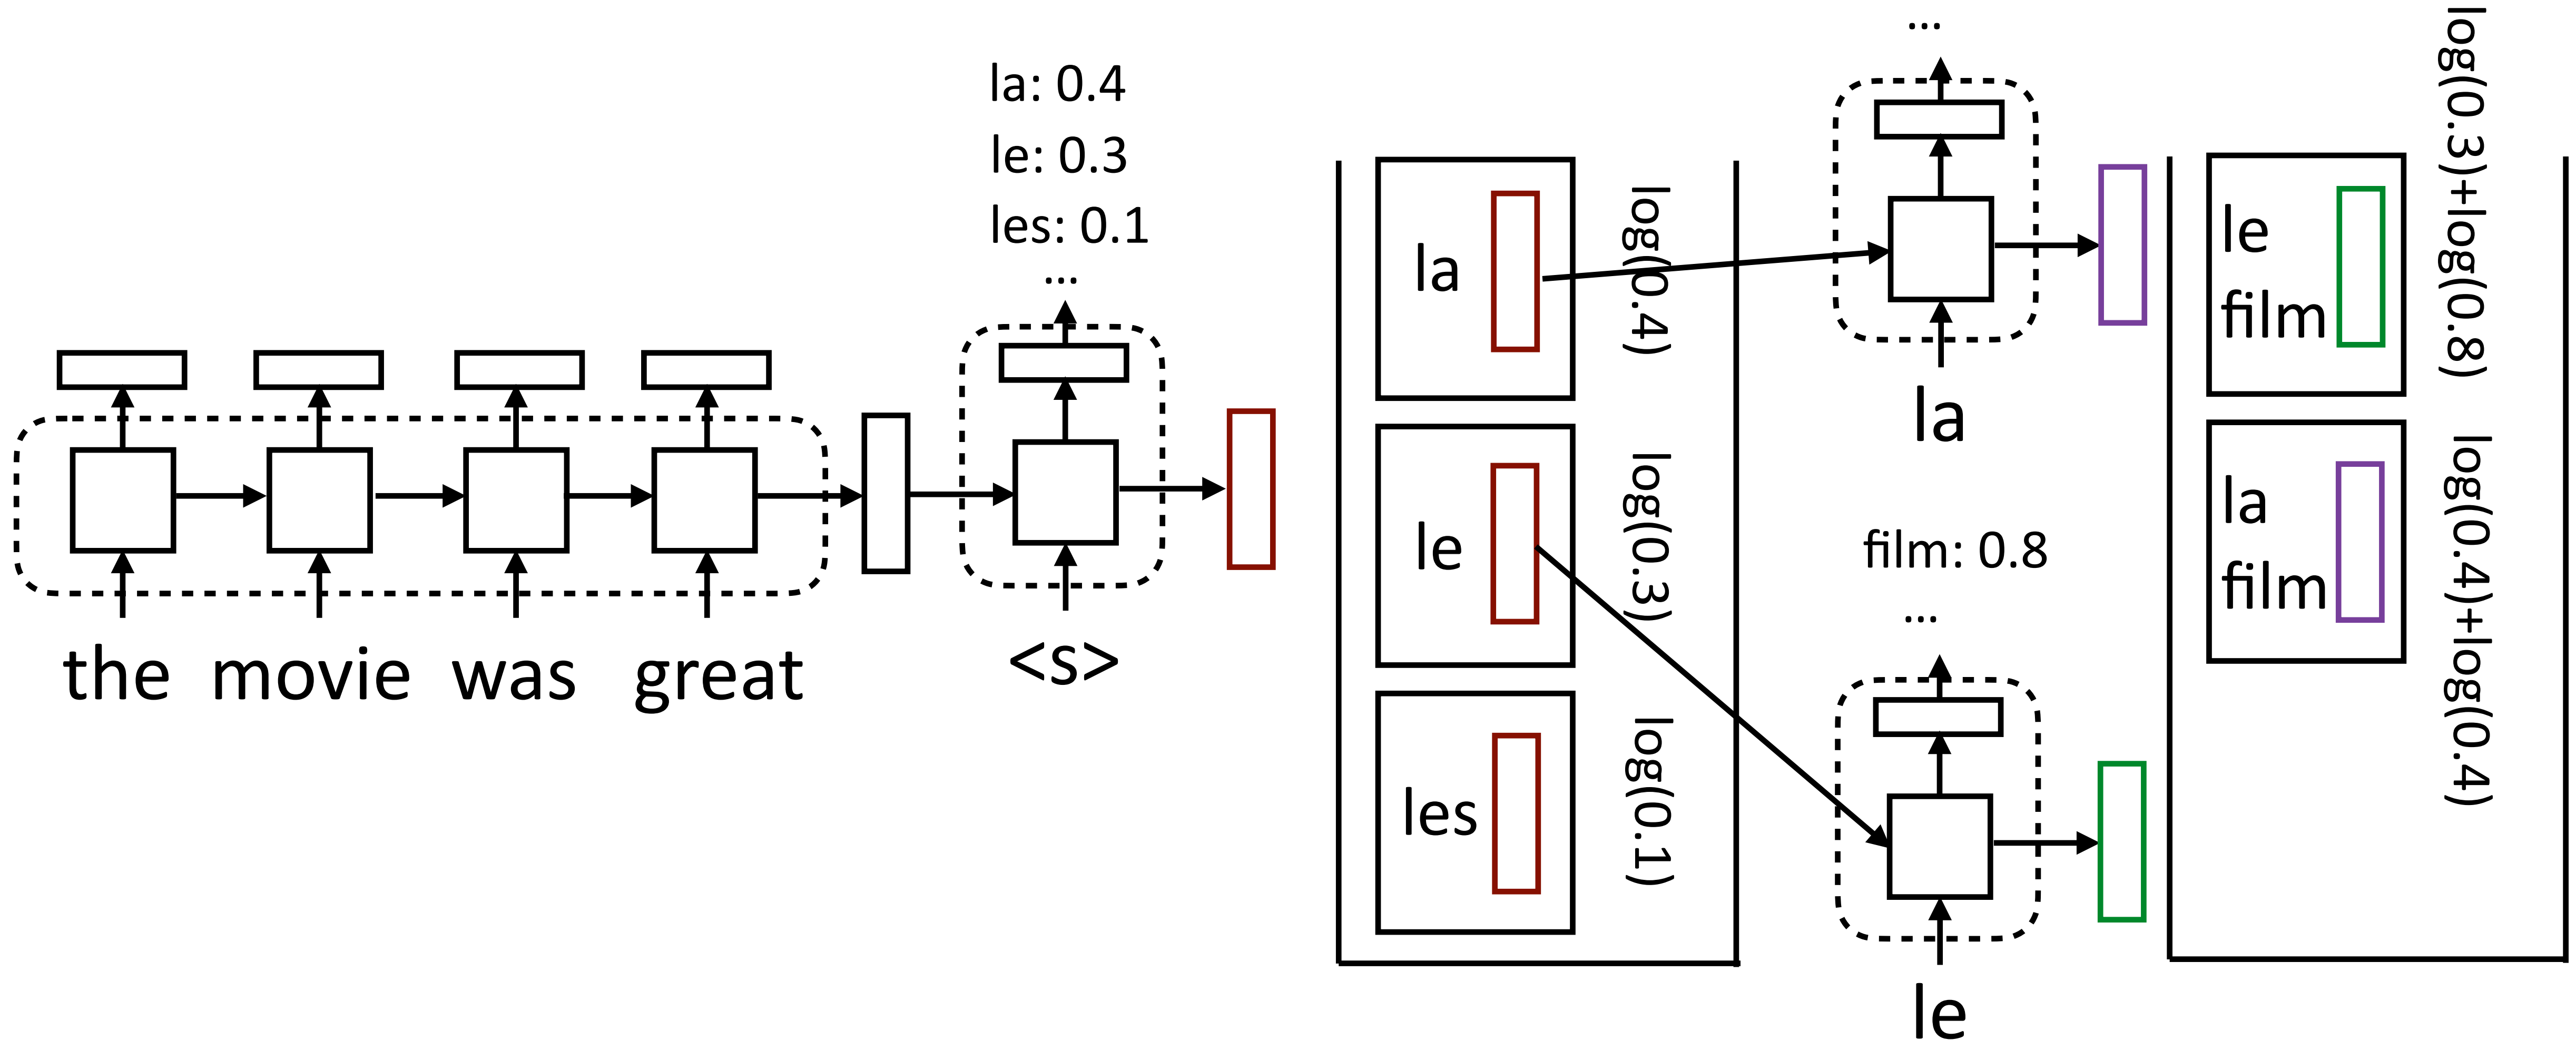 the movie was great
<s>
la: 0.4
le: 0.3
les: 0.1
...
la
log(0.4)
le
log(0.3)
les
log(0.1)
...
la
film: 0.8
...
le
le
film
log(0.3)+log(0.8)
la
film
log(0.4)+log(0.4)